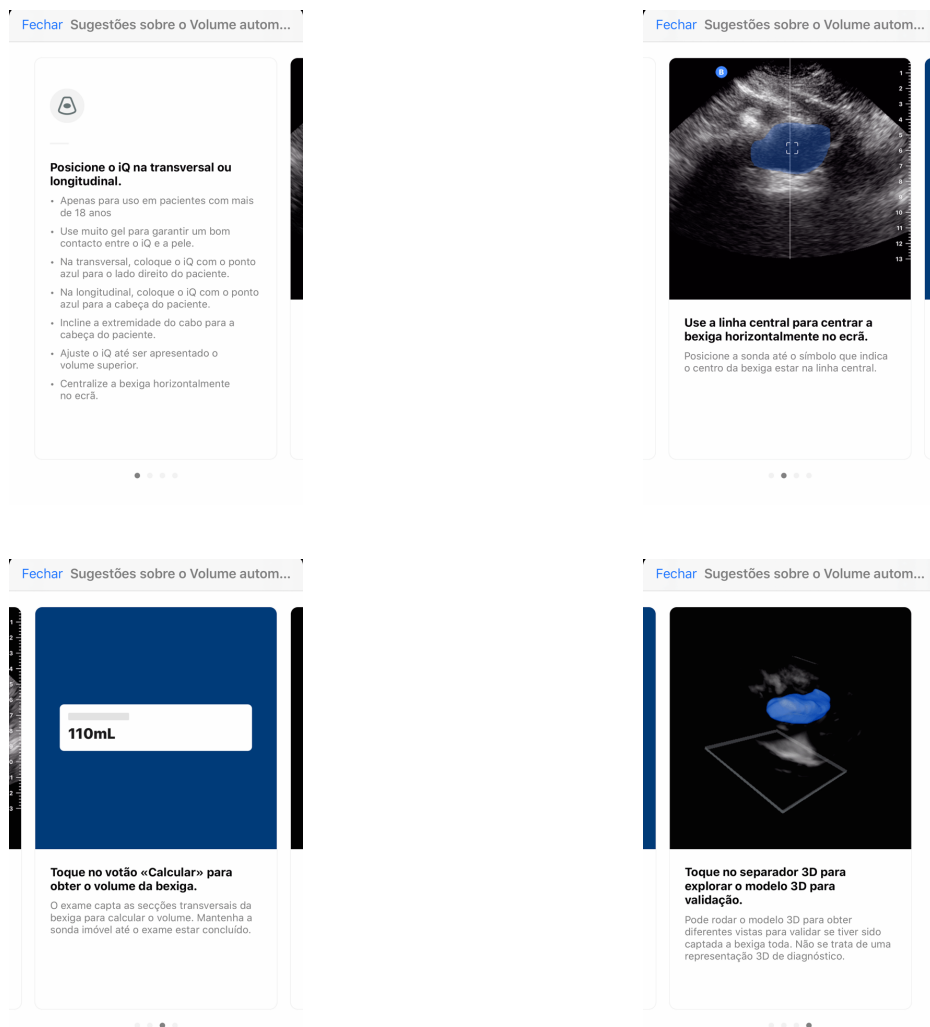 Fechar Sugestões sobre o Volume autom...
Posicione o iQ na transversal ou
longitudinal.
• Apenas para uso em pacientes com mais
de 18 anos
• Use muito gel para garantir um bom
contacto entre o iQ e a pele.
• Na transversal, coloque o iQ com o ponto
azul para o lado direito do paciente.
• Na longitudinal, coloque o iQ com o ponto
azul para a cabeça do paciente.
• Incline a extremidade do cabo para a
cabeça do paciente.
• Ajuste o iQ até ser apresentado o
volume superior.
• Centralize a bexiga horizontalmente
no ecrã.
Fechar Sugestões sobre o Volume autom...
B
1
2
3
4
5
6
7
8
9
10
11
12
13
Use a linha central para centrar a
bexiga horizontalmente no ecrã.
Posicione a sonda até o símbolo que indica
o centro da bexiga estar na linha central.
Fechar Sugestões sobre o Volume autom...
110mL
Toque no votão «Calcular» para
obter o volume da bexiga.
O exame capta as secções transversais da
bexiga para calcular o volume. Mantenha a
sonda imóvel até o exame estar concluído.
Fechar Sugestões sobre o Volume autom...
Toque no separador 3D para
explorar o modelo 3D para
validação.
Pode rodar o modelo 3D para obter
diferentes vistas para validar se tiver sido
captada a bexiga toda. Não se trata de uma
representação 3D de diagnóstico.